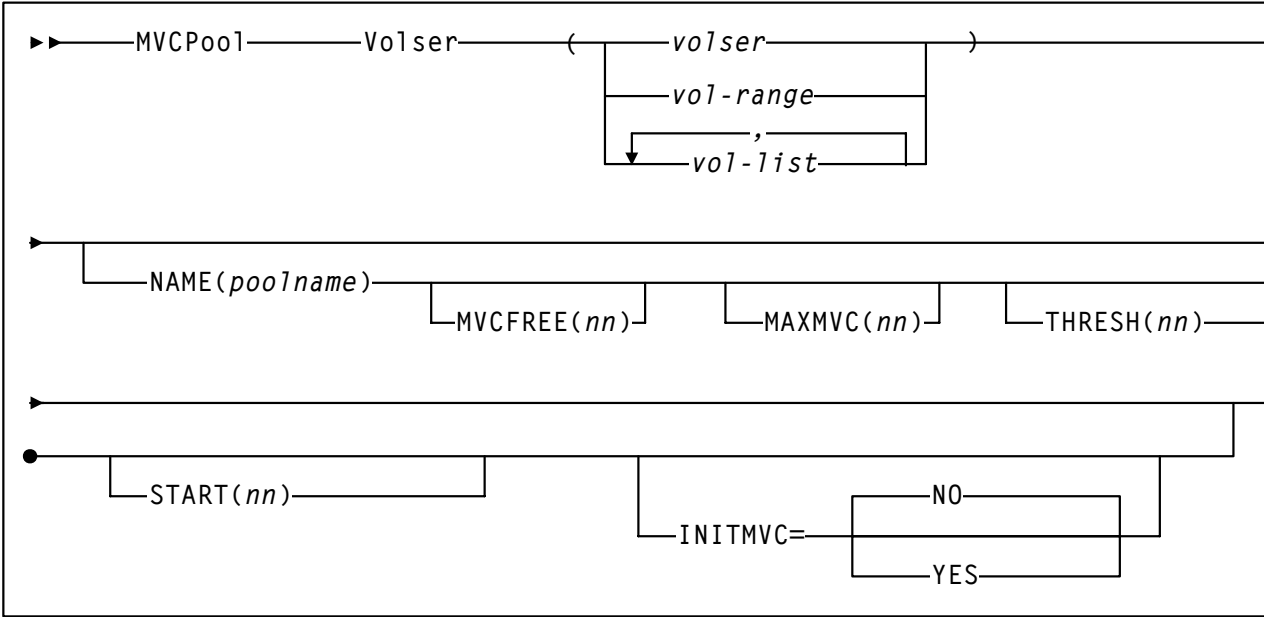 MVCPool Volser ( volser )
vol-range
,
vol-list
NAME(poolname)
MVCFREE(nn) MAXMVC(nn) THRESH(nn)
START(nn)
NO
INITMVC=
YES